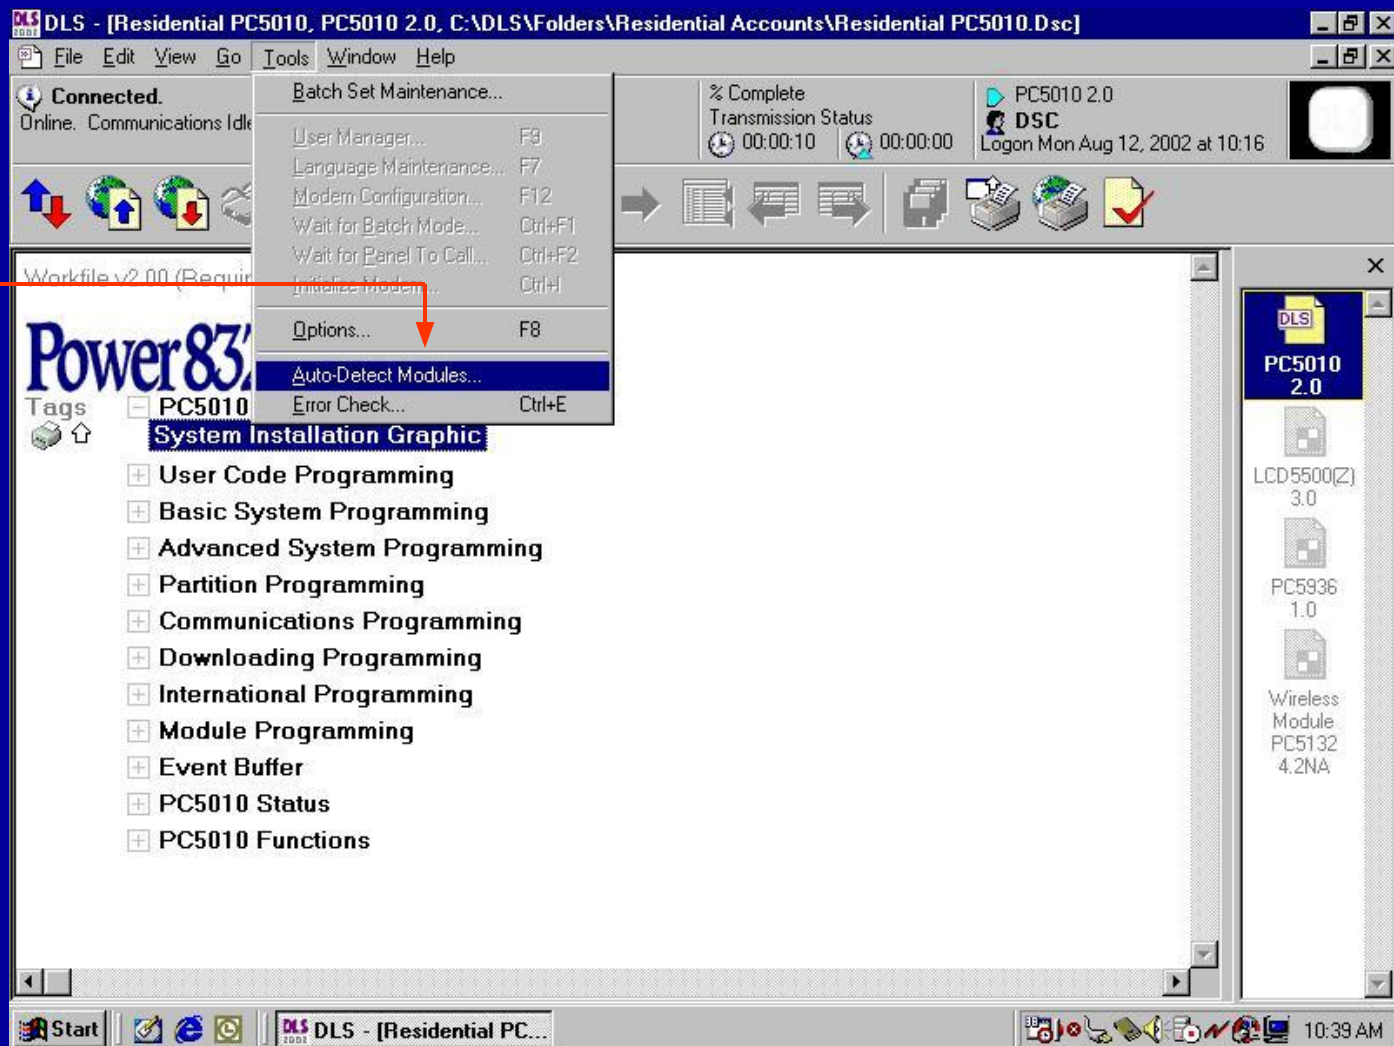 DLS - [Residential PC5010, PC5010 2.0, C:\DLS\Folders\Residential Accounts\Residential PC5010.Dsc]
File Edit View Go Tools Window Help
Connected.
Online. Communications Idle
Batch Set Maintenance...
User Manager... F9
Language Maintenance... F7
Modem Configuration... F12
Wait for Batch Mode... Ctrl+F1
Wait for Panel To Call... Ctrl+F2
Initialize Modem... Ctrl+I
Options... F8
Auto-Detect Modules...
Error Check... Ctrl+E
% Complete
Transmission Status
00:00:10 00:00:00
PC5010 2.0
DSC
Logon Mon Aug 12, 2002 at 10:16
DLS
Workfile v2.00 (Requir
Power832
Tags
PC5010
System Installation Graphic
User Code Programming
Basic System Programming
Advanced System Programming
Partition Programming
Communications Programming
Downloading Programming
International Programming
Module Programming
Event Buffer
PC5010 Status
PC5010 Functions
DLS
PC5010
2.0
LCD5500(Z)
3.0
PC5936
1.0
Wireless
Module
PC5132
4.2NA
Start
DLS - [Residential PC...
10:39 AM